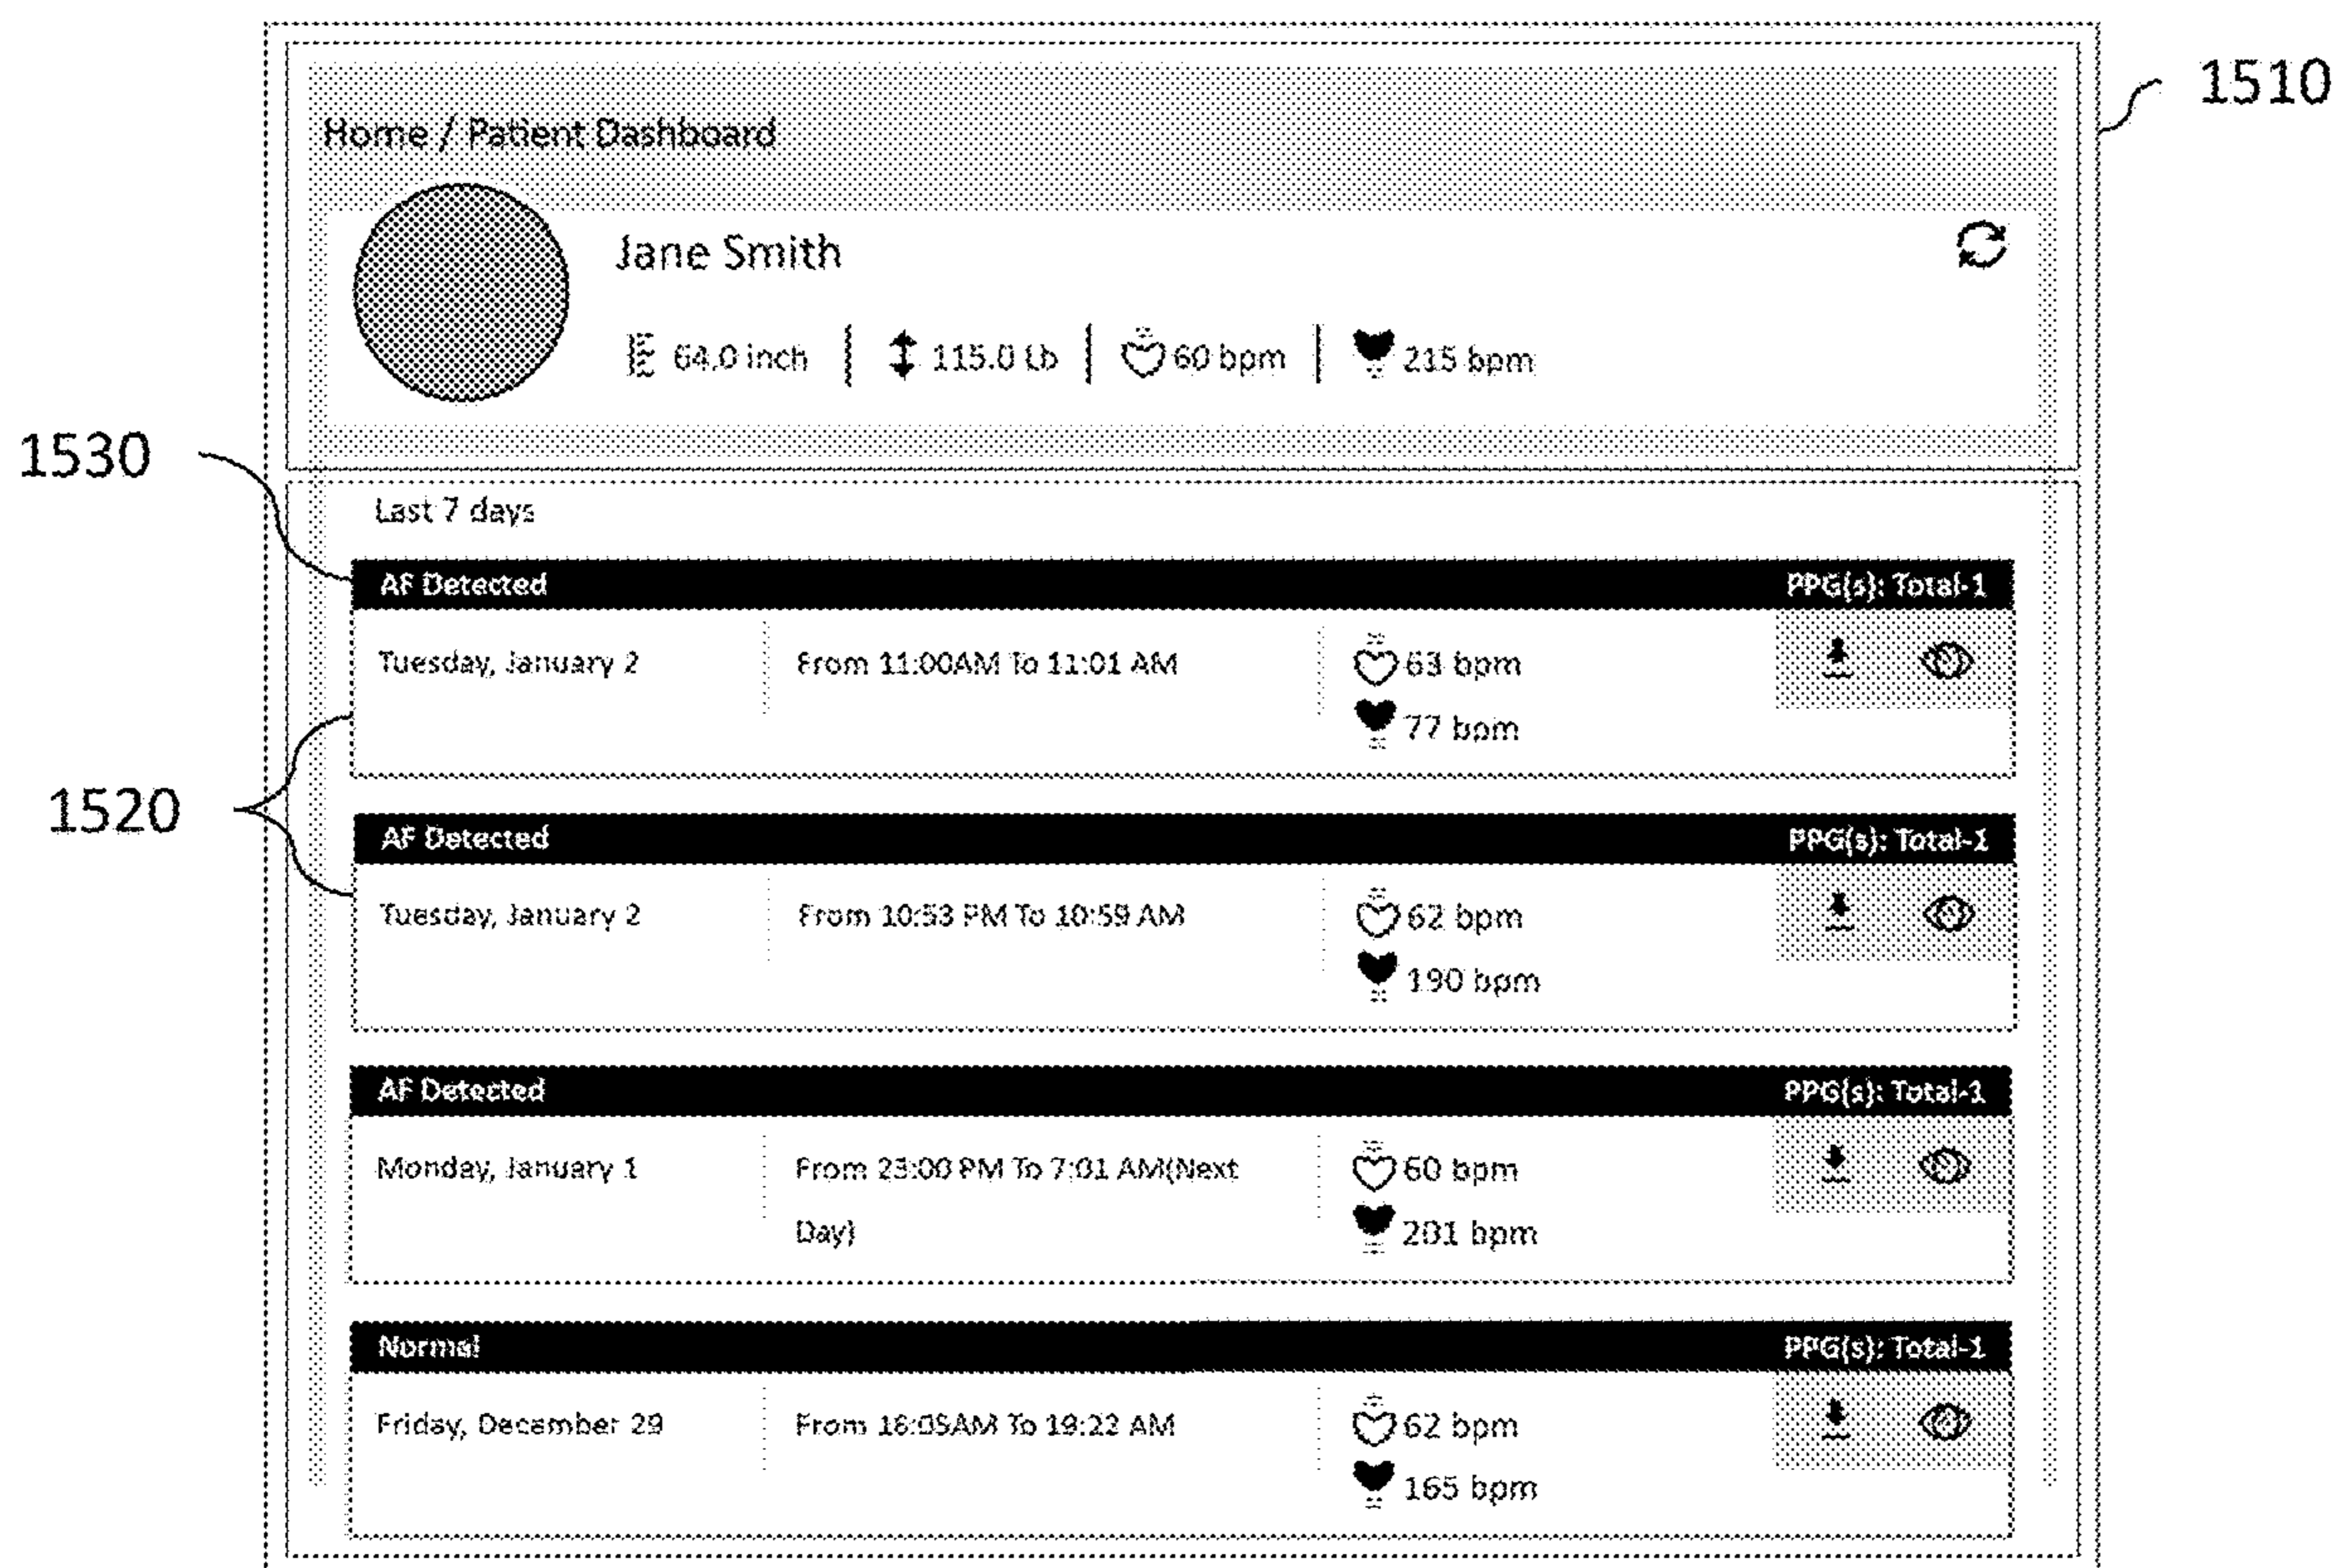 1510
Home / Patient Dashboard
Jane Smith
64.0 inch 115.0 Lb 60 bpm 215 bpm
1530
Last 7 days
AF Detected PPG(s): Total-1
Tuesday, January 2 From 11:00AM To 11:01 AM 63 bpm
77 bpm
1520
AF Detected PPG(s): Total-1
Tuesday, January 2 From 10:53 PM To 10:59 AM 62 bpm
190 bpm
AF Detected PPG(s): Total-1
Monday, January 1 From 23:00 PM To 7:01 AM(Next 60 bpm
Day) 201 bpm
Normal PPG(s): Total-1
Friday, December 29 From 18:05AM To 19:22 AM 62 bpm
165 bpm